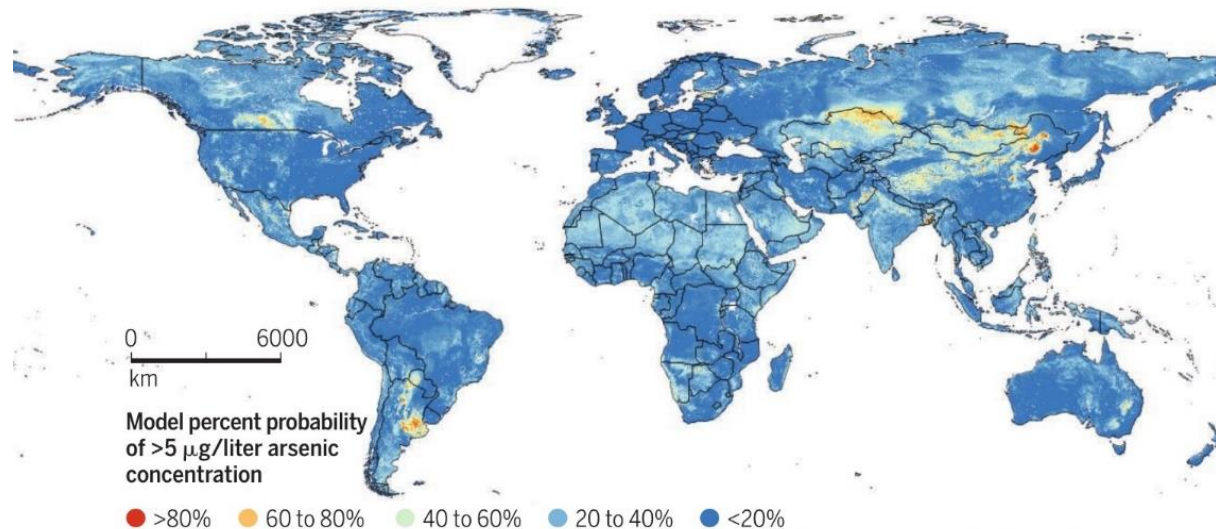 0 6000
km
Model percent probability
of >5 μg/liter arsenic
concentration
>80% 60 to 80% 40 to 60% 20 to 40% <20%